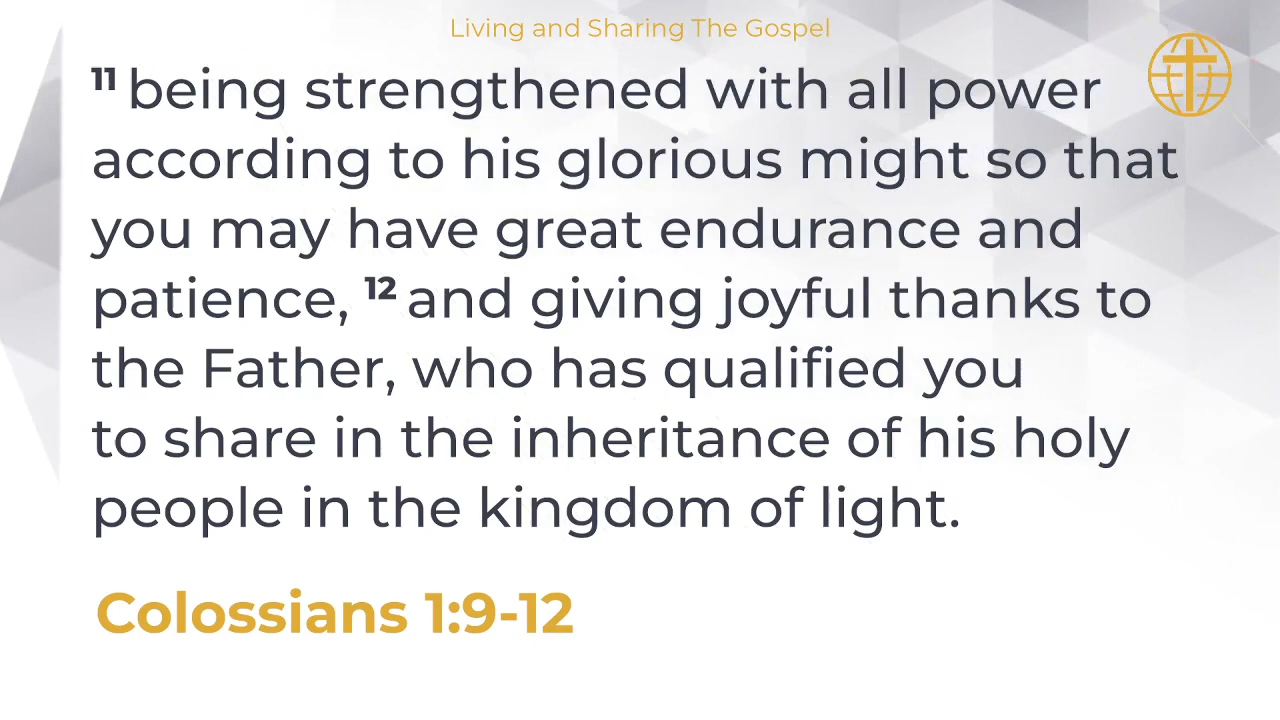 Living and Sharing The Gospel
11 being strengthened with all power
according to his glorious might so that
you may have great endurance and
patience, 12 and giving joyful thanks to
the Father, who has qualified you
to share in the inheritance of his holy
people in the kingdom of light.
Colossians 1:9-12